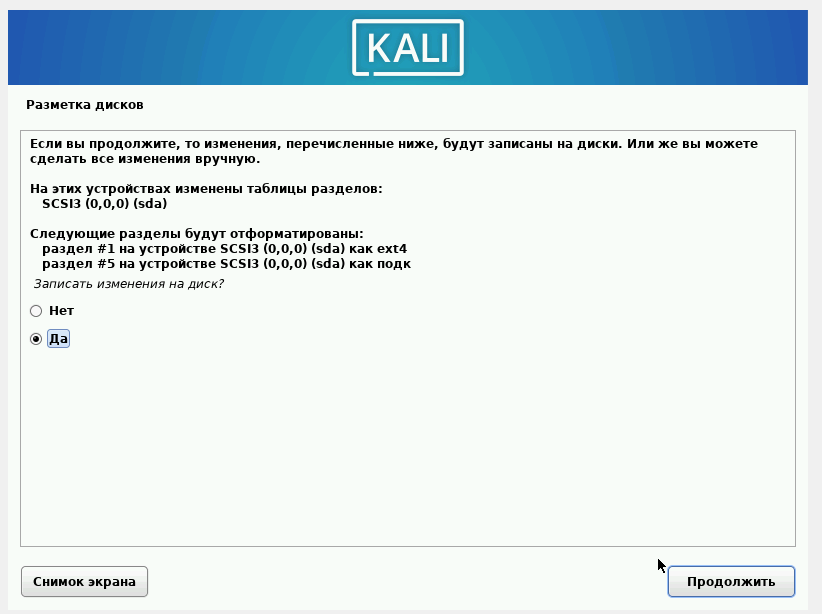 KALI
Разметка дисков
Если вы продолжите, то изменения, перечисленные ниже, будут записаны на диски. Или же вы можете
сделать все изменения вручную.
На этих устройствах изменены таблицы разделов:
SCSI3 (0,0,0) (sda)
Следующие разделы будут отформатированы:
раздел #1 на устройстве SCSI3 (0,0,0) (sda) как ext4
раздел #5 на устройстве SCSI3 (0,0,0) (sda) как подк
Записать изменения на диск?
Нет
Да
Снимок экрана
Продолжить